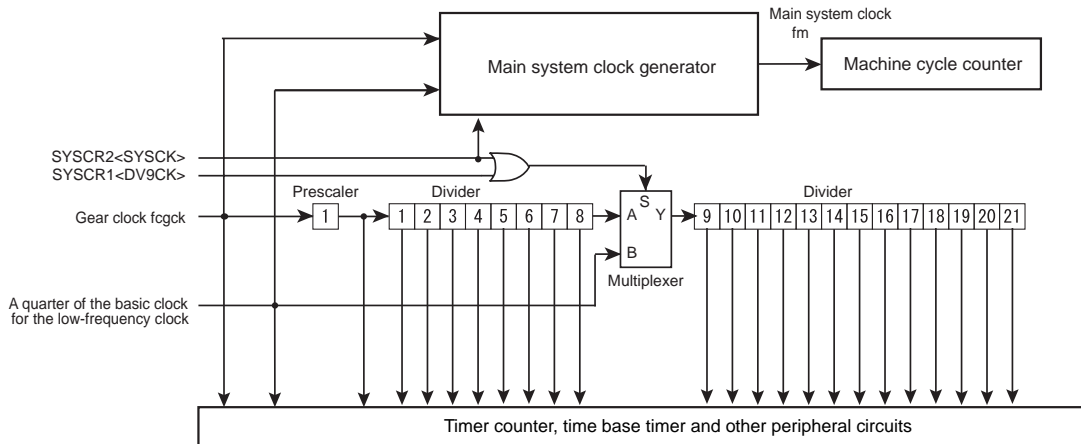 Main system clock
fm
Main system clock generator
Machine cycle counter
SYSCR2<SYSCK>
SYSCR1<DV9CK>
Prescaler
Divider
S
Divider
Gear clock fcgck
1
1 2 3 4 5 6 7 8
A Y
9 10 11 12 13 14 15 16 17 18 19 20 21
B
Multiplexer
A quarter of the basic clock
for the low-frequency clock
Timer counter, time base timer and other peripheral circuits